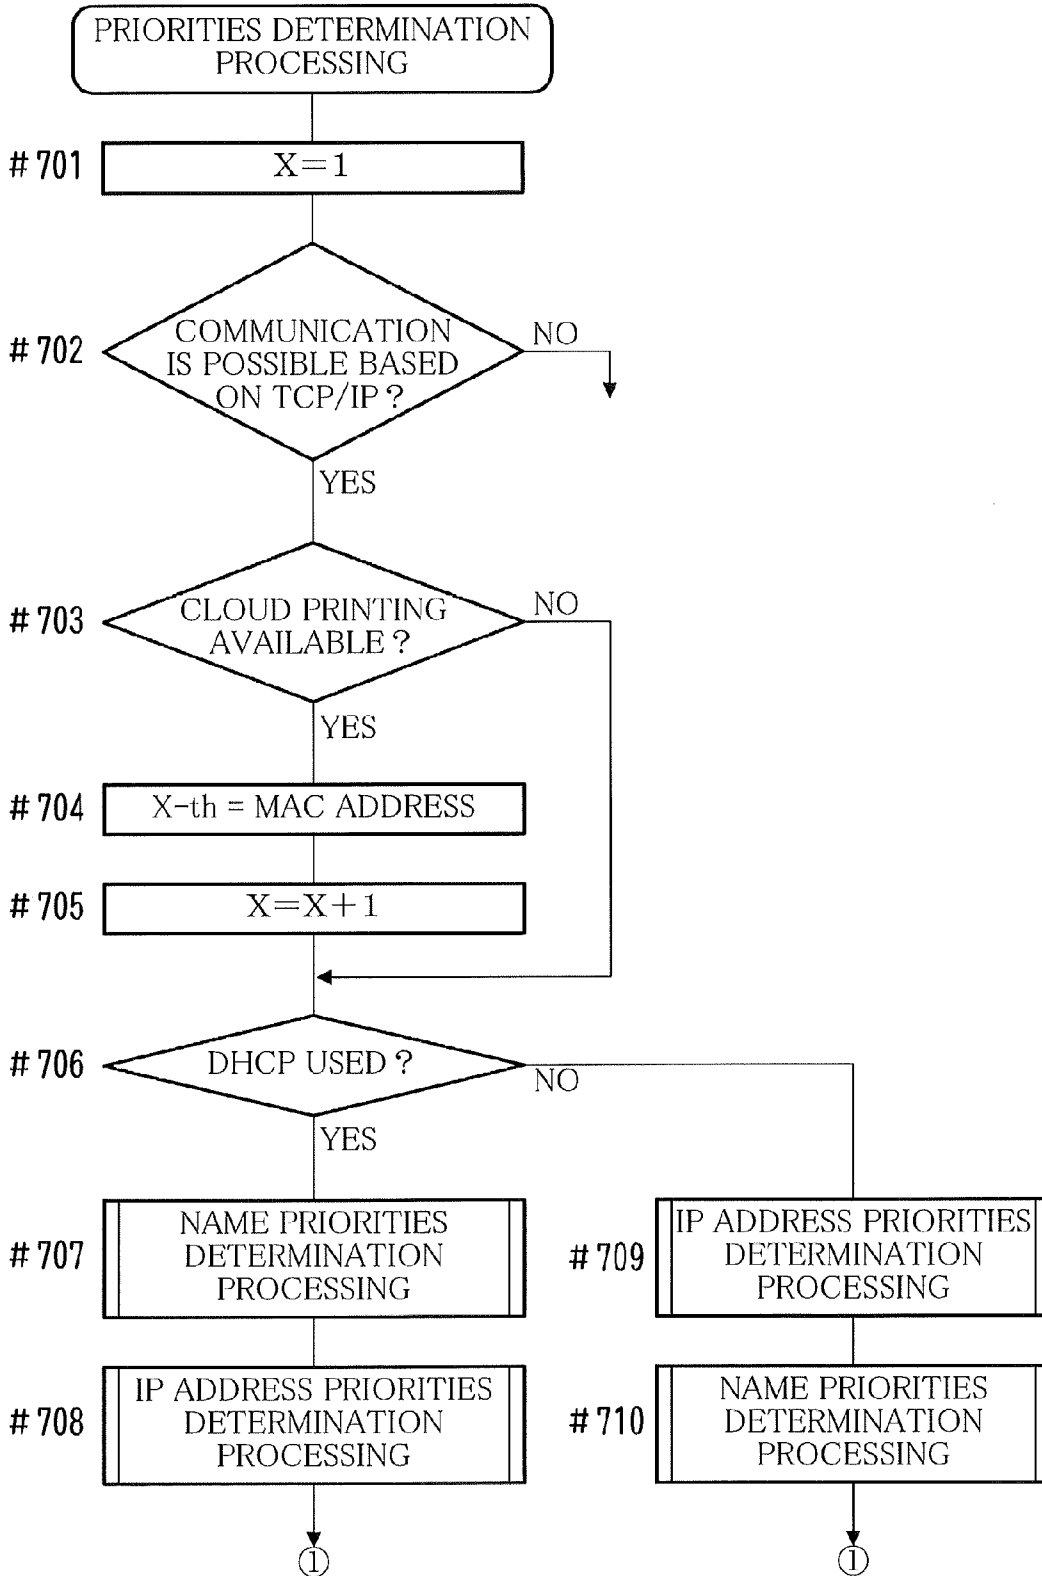 PRIORITIES DETERMINATION
PROCESSING
#701
X=1
#702
COMMUNICATION
IS POSSIBLE BASED
ON TCP/IP?
NO
YES
#703
CLOUD PRINTING
AVAILABLE?
NO
YES
#704
X-th = MAC ADDRESS
#705
X=X+1
#706
DHCP USED?
NO
YES
#707
NAME PRIORITIES
DETERMINATION
PROCESSING
#709
IP ADDRESS PRIORITIES
DETERMINATION
PROCESSING
#708
IP ADDRESS PRIORITIES
DETERMINATION
PROCESSING
#710
NAME PRIORITIES
DETERMINATION
PROCESSING
①
①